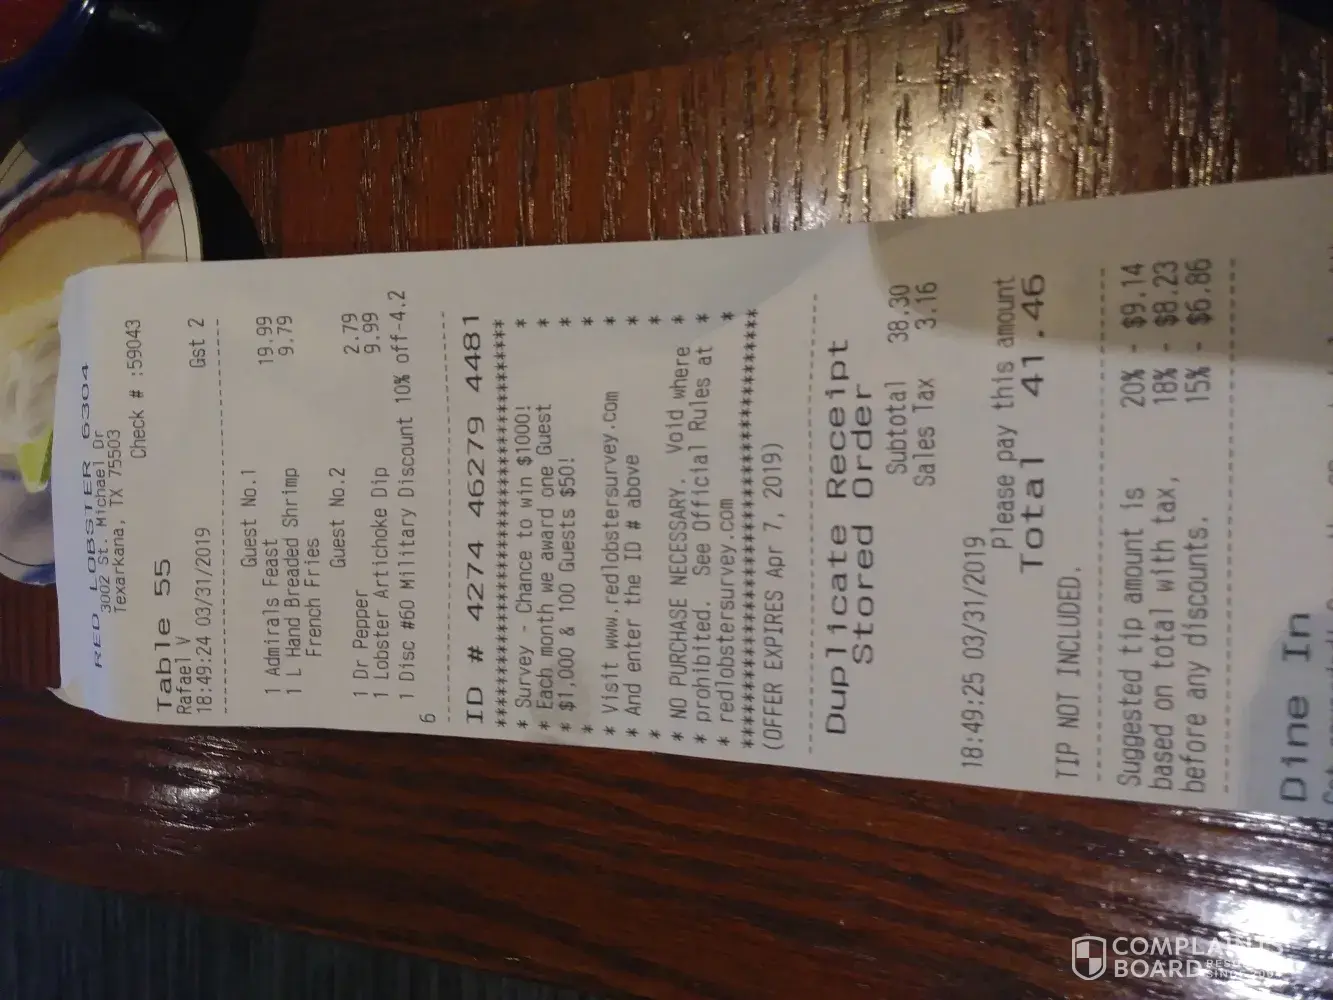 RED LOBSTER 6304
3002 St. Michael Dr
Texarkana, TX 75503
Check # :59043
Table 55
Rafael V Gst 2
18:49:24 03/31/2019
Guest No.1
1 Admirals Feast 19.99
1 L Hand Breaded Shrimp 9.79
French Fries
Guest No.2
1 Dr Pepper 2.79
1 Lobster Artichoke Dip 9.99
1 Disc #60 Military Discount 10% off-4.2
6
ID # 4274 46279 4481
*********************************
* Survey - Chance to win $1000! *
* Each month we award one Guest *
* $1,000 & 100 Guests $50! *
* *
* Visit www.redlobstersurvey.com *
* And enter the ID # above *
* *
* NO PURCHASE NECESSARY. Void where *
* prohibited. See Official Rules at *
* redlobstersurvey.com *
*********************************
(OFFER EXPIRES Apr 7, 2019)
Duplicate Receipt
Stored Order
Subtotal 38.30
Sales Tax 3.16
18:49:25 03/31/2019
Please pay this amount
Total 41.46
TIP NOT INCLUDED.
Suggested tip amount is 20% - $9.14
based on total with tax, 18% - $8.23
before any discounts. 15% - $6.86
Dine In
COMPLAINTS
BOARD